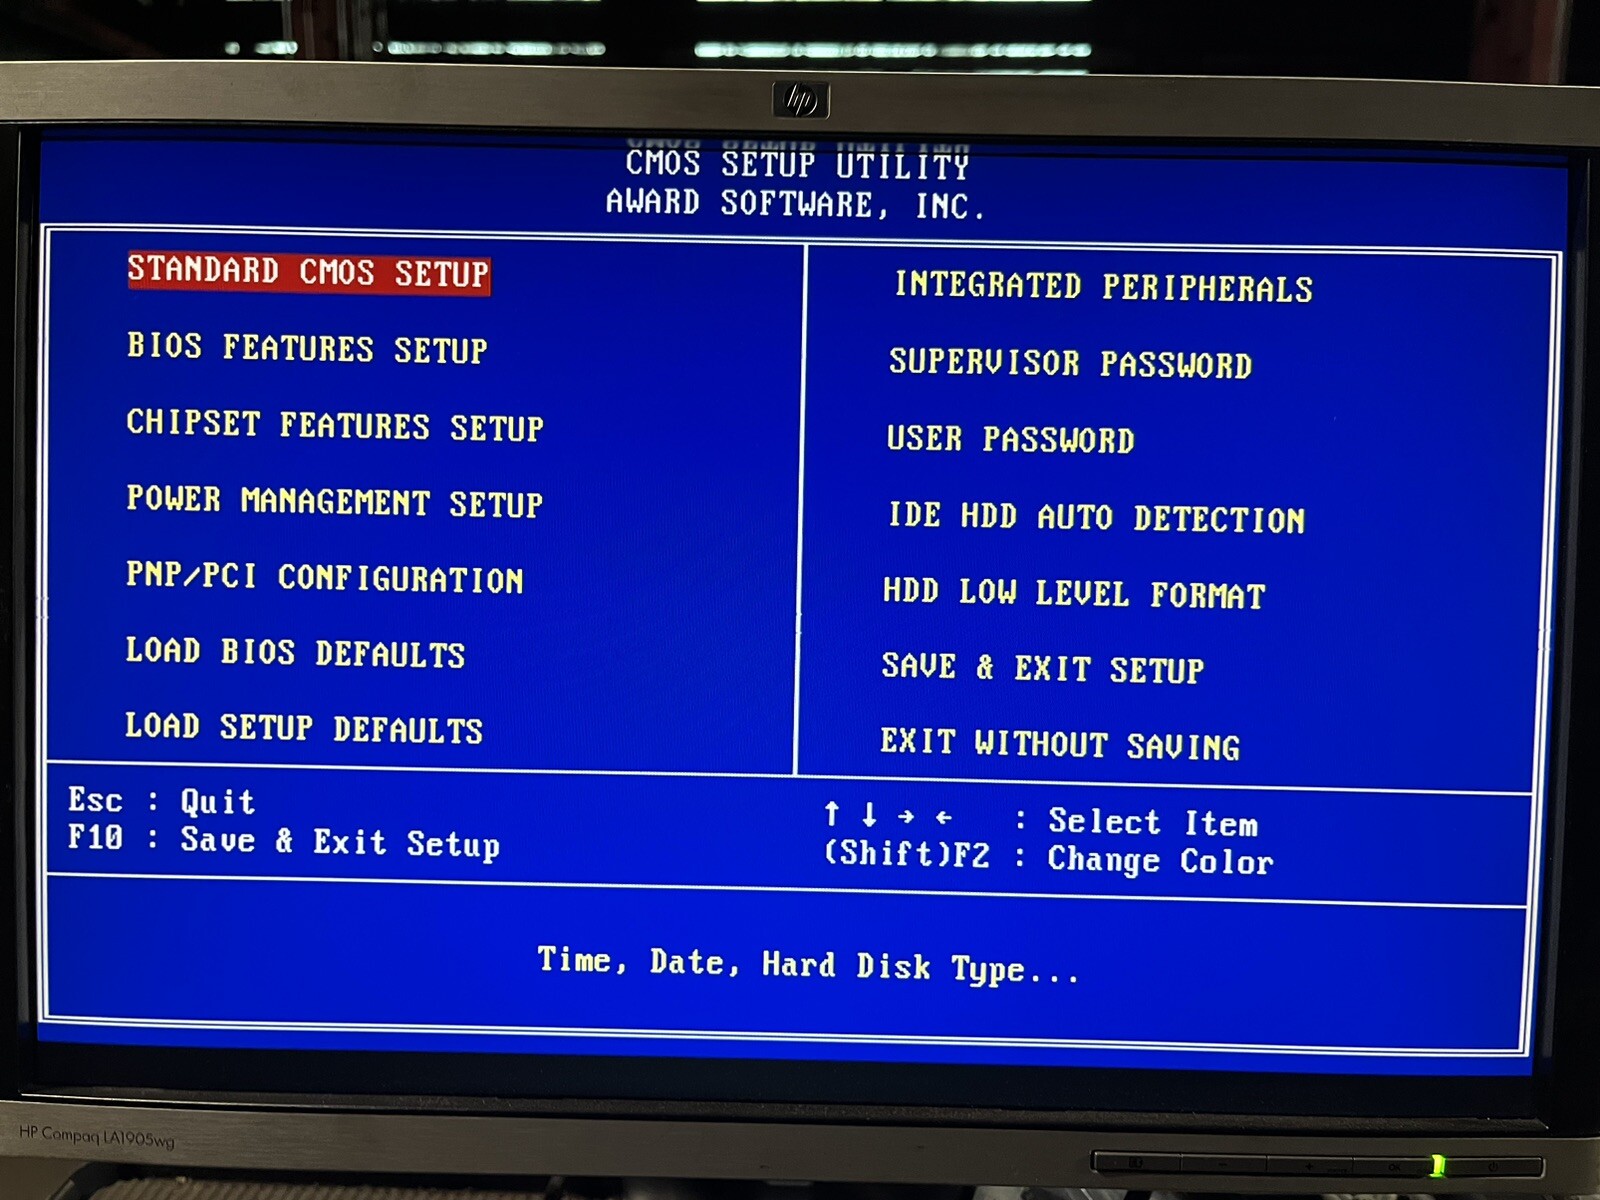 hp
CMOS SETUP UTILITY
AWARD SOFTWARE, INC.
STANDARD CMOS SETUP
BIOS FEATURES SETUP
CHIPSET FEATURES SETUP
POWER MANAGEMENT SETUP
PNP/PCI CONFIGURATION
LOAD BIOS DEFAULTS
LOAD SETUP DEFAULTS
INTEGRATED PERIPHERALS
SUPERVISOR PASSWORD
USER PASSWORD
IDE HDD AUTO DETECTION
HDD LOW LEVEL FORMAT
SAVE & EXIT SETUP
EXIT WITHOUT SAVING
Esc : Quit
F10 : Save & Exit Setup
↑ ↓ → ← : Select Item
(Shift)F2 : Change Color
Time, Date, Hard Disk Type...
HP Compaq LA1905wg